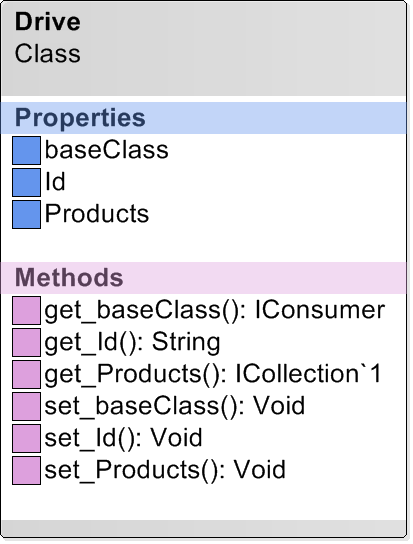 Drive
Class
Properties
baseClass
Id
Products
Methods
get_baseClass(): IConsumer
get_Id(): String
get_Products(): ICollection`1
set_baseClass(): Void
set_Id(): Void
set_Products(): Void